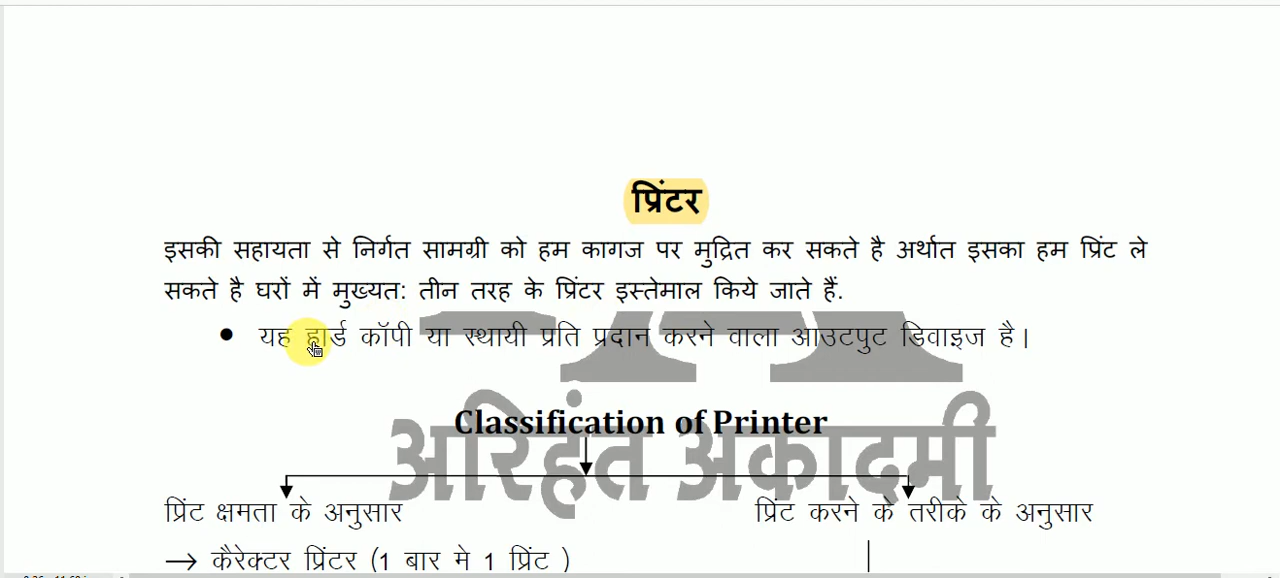 प्रिंटर
इसकी सहायता से निर्गत सामग्री को हम कागज पर मुद्रित कर सकते है अर्थात इसका हम प्रिंट ले
सकते है घरों में मुख्यत: तीन तरह के प्रिंटर इस्तेमाल किये जाते हैं.
● यह हार्ड कॉपी या स्थायी प्रति प्रदान करने वाला आउटपुट डिवाइज है।
Classification of Printer
अरिहंत अकादमी
प्रिंट क्षमता के अनुसार प्रिंट करने के तरीके के अनुसार
→ कैरेक्टर प्रिंटर (1 बार मे 1 प्रिंट )